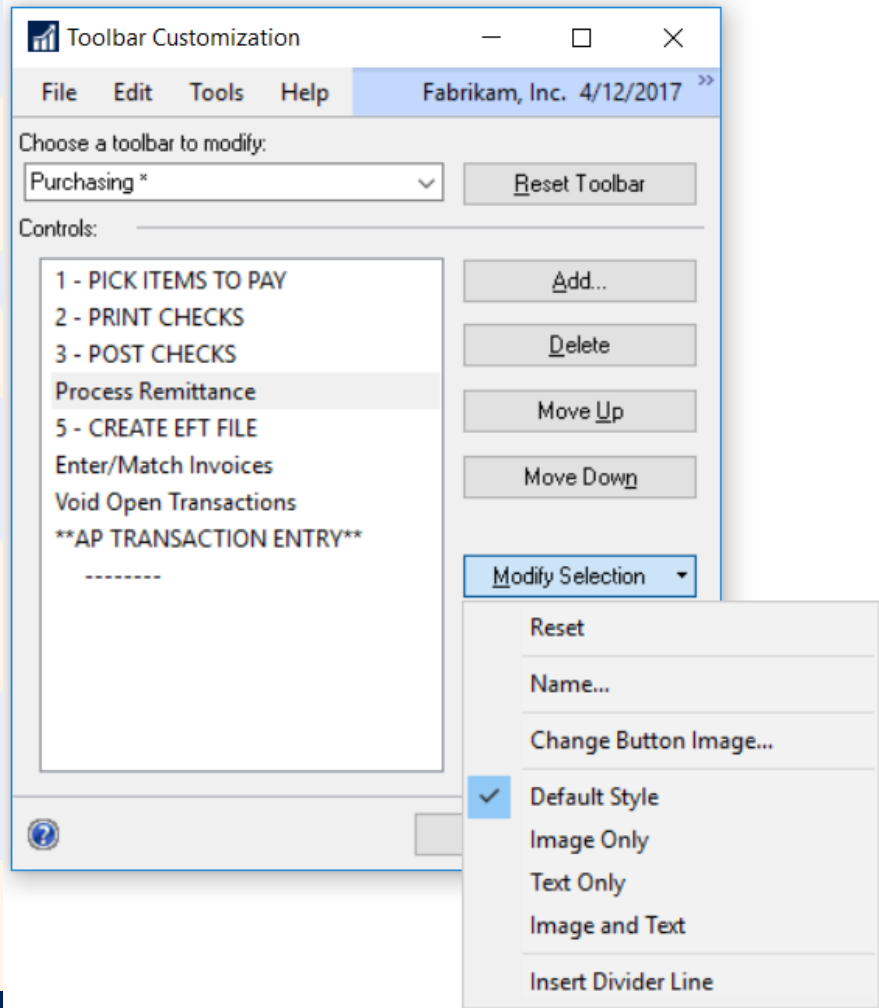 Toolbar Customization
File Edit Tools Help Fabrikam, Inc. 4/12/2017 »
Choose a toolbar to modify:
Purchasing * Reset Toolbar
Controls:
1 - PICK ITEMS TO PAY
2 - PRINT CHECKS
3 - POST CHECKS
Process Remittance
5 - CREATE EFT FILE
Enter/Match Invoices
Void Open Transactions
**AP TRANSACTION ENTRY**
--------
Add...
Delete
Move Up
Move Down
Modify Selection
Reset
Name...
Change Button Image...
Default Style
Image Only
Text Only
Image and Text
Insert Divider Line